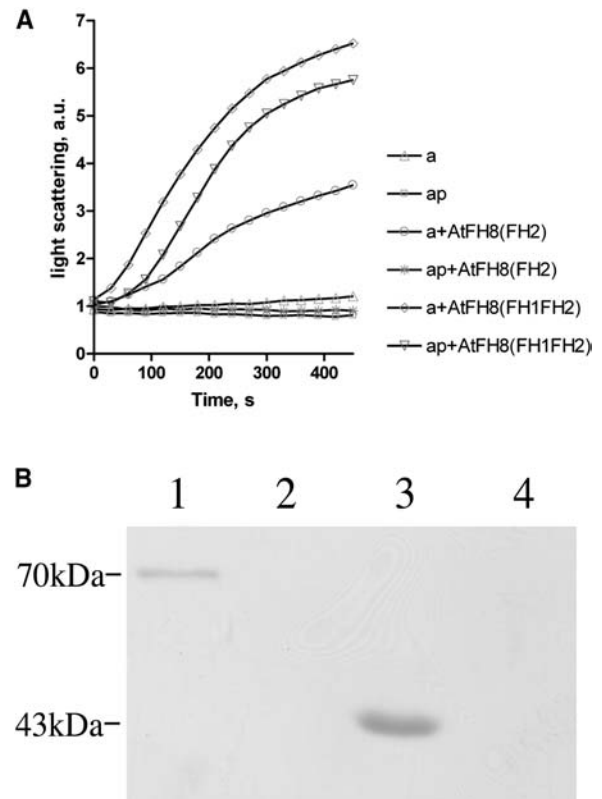 A
light scattering, a.u.
7
6
5
4
3
2
1
0
0 100 200 300 400
Time, s
a
ap
a+AtFH8(FH2)
ap+AtFH8(FH2)
a+AtFH8(FH1FH2)
ap+AtFH8(FH1FH2)
B
1 2 3 4
70kDa
43kDa